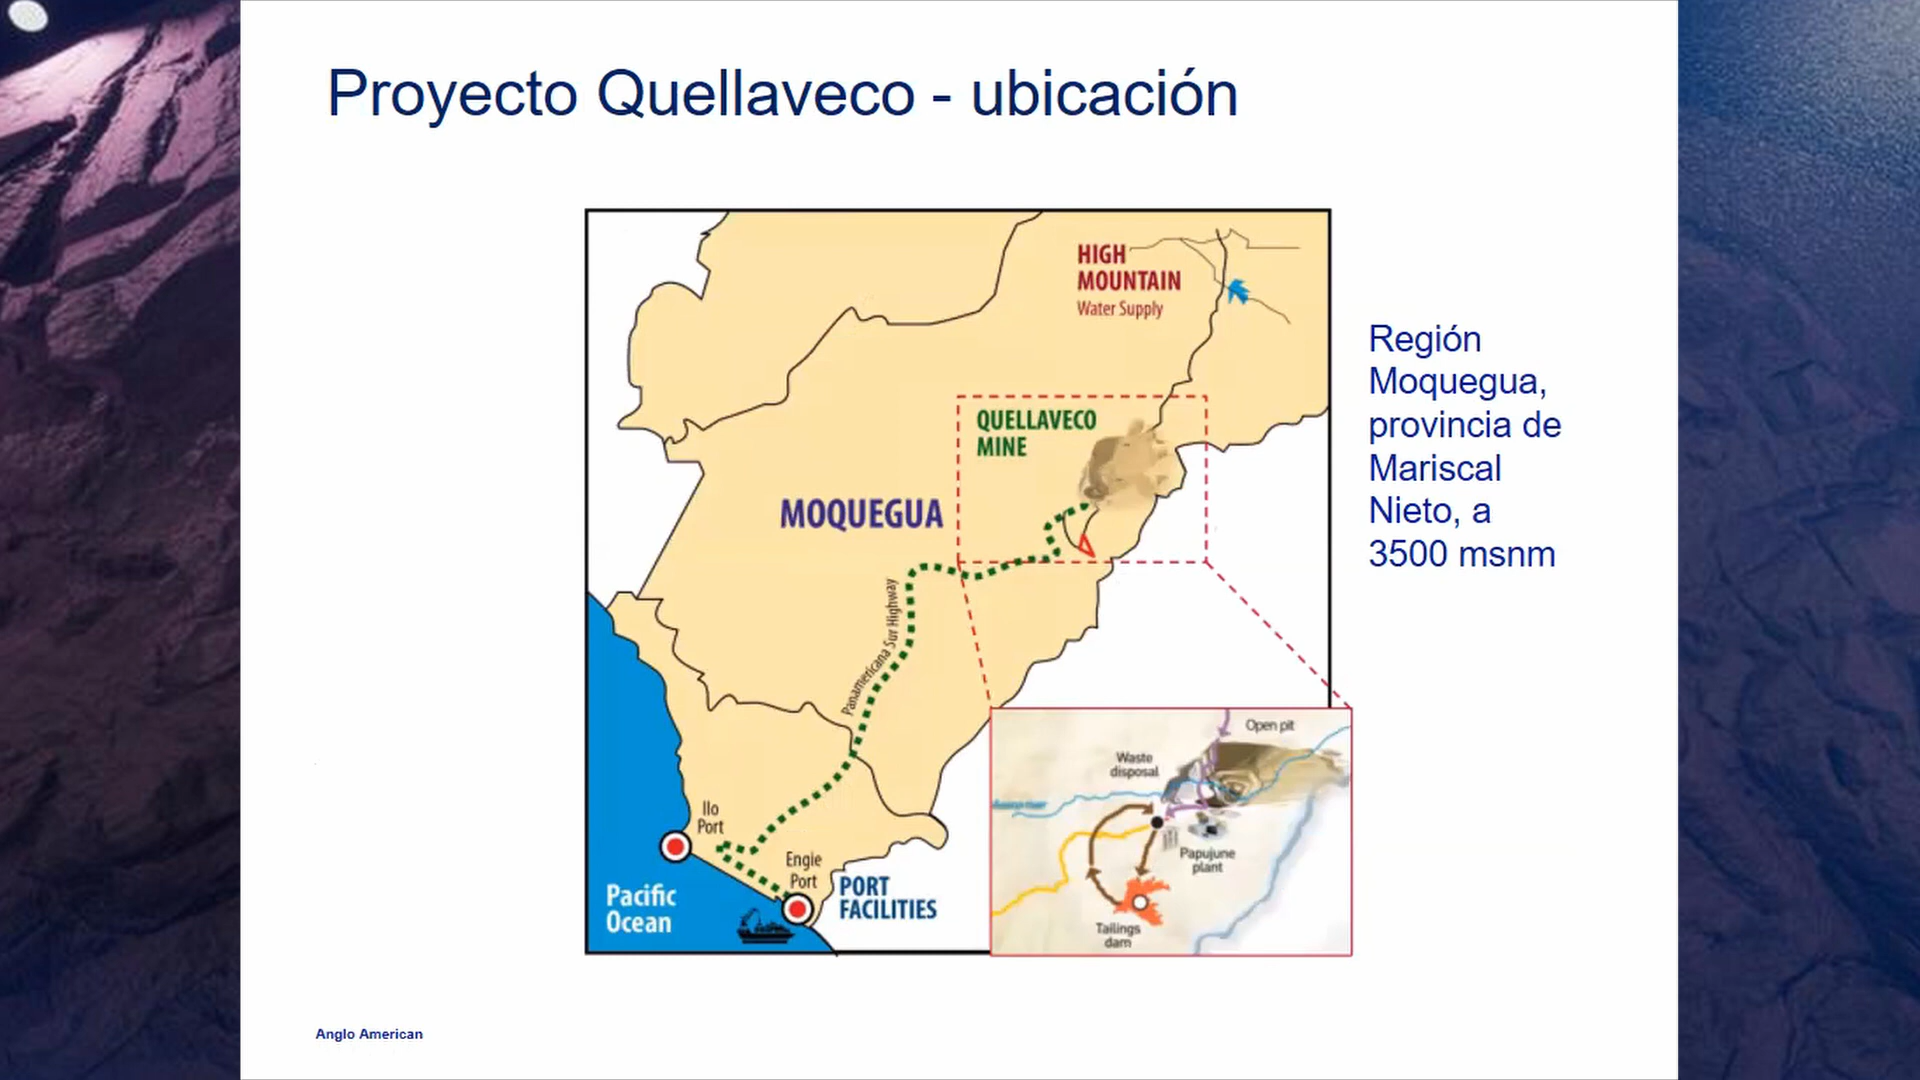 Proyecto Quellaveco - ubicación
HIGH
MOUNTAIN
Water Supply
QUELLAVECO
MINE
MOQUEGUA
Panamericana Sur Highway
Ilo
Port
Engie
Port
PORT
FACILITIES
Pacific
Ocean
Open pit
Waste
disposal
Papujune
plant
Tailings
dam
Región
Moquegua,
provincia de
Mariscal
Nieto, a
3500 msnm
Anglo American